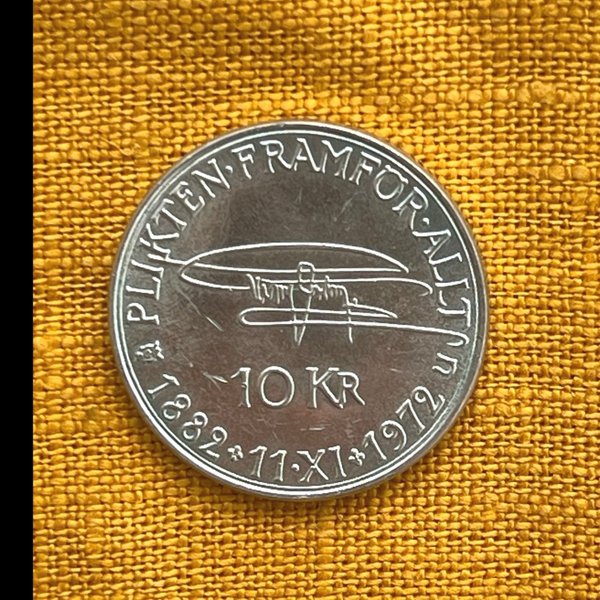 PLIKTEN·FRAMFÖR·ALLT
10 KR
1882 * 11·XI * 1972
U